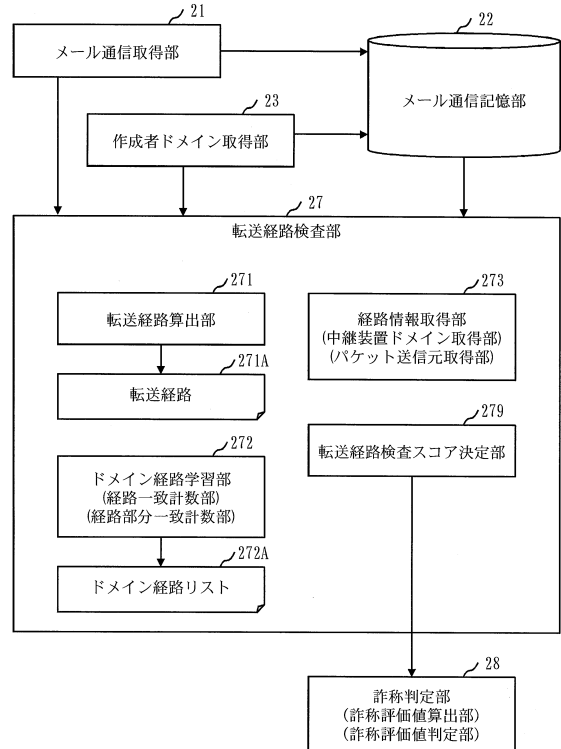 21
メール通信取得部
22
メール通信記憶部
23
作成者ドメイン取得部
27
転送経路検査部
271
転送経路算出部
271A
転送経路
272
ドメイン経路学習部
(経路一致計数部)
(経路部分一致計数部)
272A
ドメイン経路リスト
273
経路情報取得部
(中継装置ドメイン取得部)
(パケット送信元取得部)
279
転送経路検査スコア決定部
28
詐称判定部
(詐称評価値算出部)
(詐称評価値判定部)